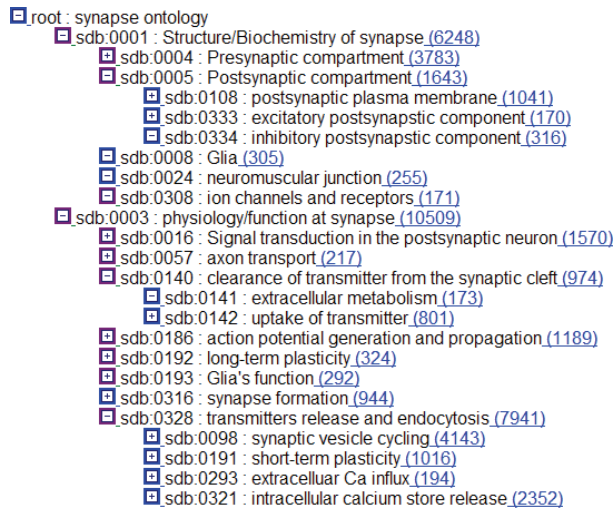 root : synapse ontology
sdb:0001 : Structure/Biochemistry of synapse (6248)
sdb:0004 : Presynaptic compartment (3783)
sdb:0005 : Postsynaptic compartment (1643)
sdb:0108 : postsynaptic plasma membrane (1041)
sdb:0333 : excitatory postsynapstic component (170)
sdb:0334 : inhibitory postsynapstic component (316)
sdb:0008 : Glia (305)
sdb:0024 : neuromuscular junction (255)
sdb:0308 : ion channels and receptors (171)
sdb:0003 : physiology/function at synapse (10509)
sdb:0016 : Signal transduction in the postsynaptic neuron (1570)
sdb:0057 : axon transport (217)
sdb:0140 : clearance of transmitter from the synaptic cleft (974)
sdb:0141 : extracellular metabolism (173)
sdb:0142 : uptake of transmitter (801)
sdb:0186 : action potential generation and propagation (1189)
sdb:0192 : long-term plasticity (324)
sdb:0193 : Glia's function (292)
sdb:0316 : synapse formation (944)
sdb:0328 : transmitters release and endocytosis (7941)
sdb:0098 : synaptic vesicle cycling (4143)
sdb:0191 : short-term plasticity (1016)
sdb:0293 : extracelluar Ca influx (194)
sdb:0321 : intracellular calcium store release (2352)